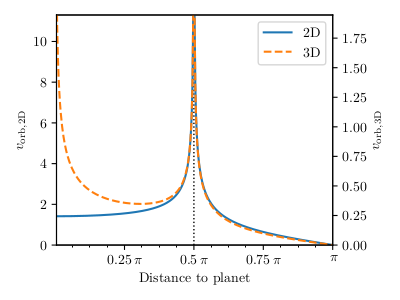 2D
3D
10
8
6
4
2
0
v_orb,2D
1.75
1.50
1.25
1.00
0.75
0.50
0.25
0.00
v_orb,3D
0.25 π
0.5 π
0.75 π
π
Distance to planet